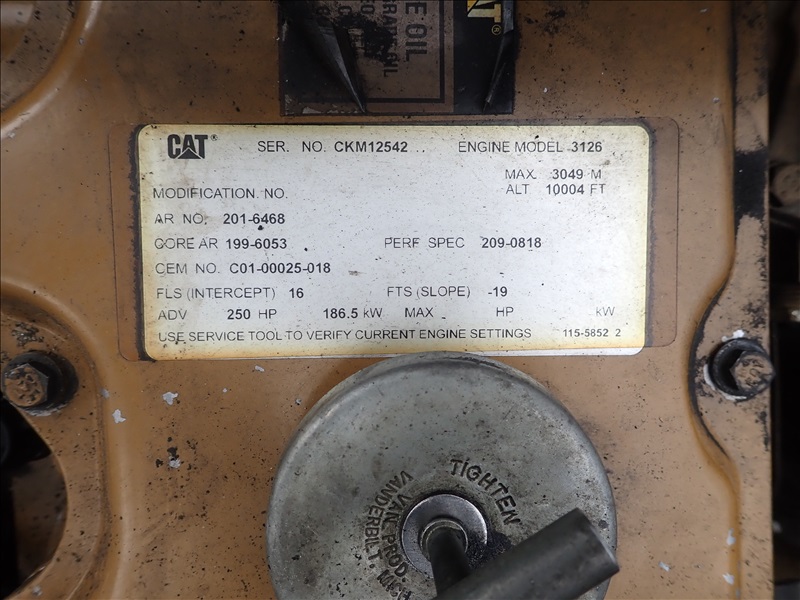 CAT
E OIL
CAT®
SER. NO. CKM12542
ENGINE MODEL 3126
MAX. 3049 M
ALT 10004 FT
MODIFICATION NO.
AR NO. 201-6468
CORE AR 199-6053
PERF SPEC 209-0818
CEM NO. C01-00025-018
FLS (INTERCEPT) 16
FTS (SLOPE) -19
ADV 250 HP 186.5 kW MAX HP kW
USE SERVICE TOOL TO VERIFY CURRENT ENGINE SETTINGS 115-5852 2
TIGHTEN
VANDERBILT